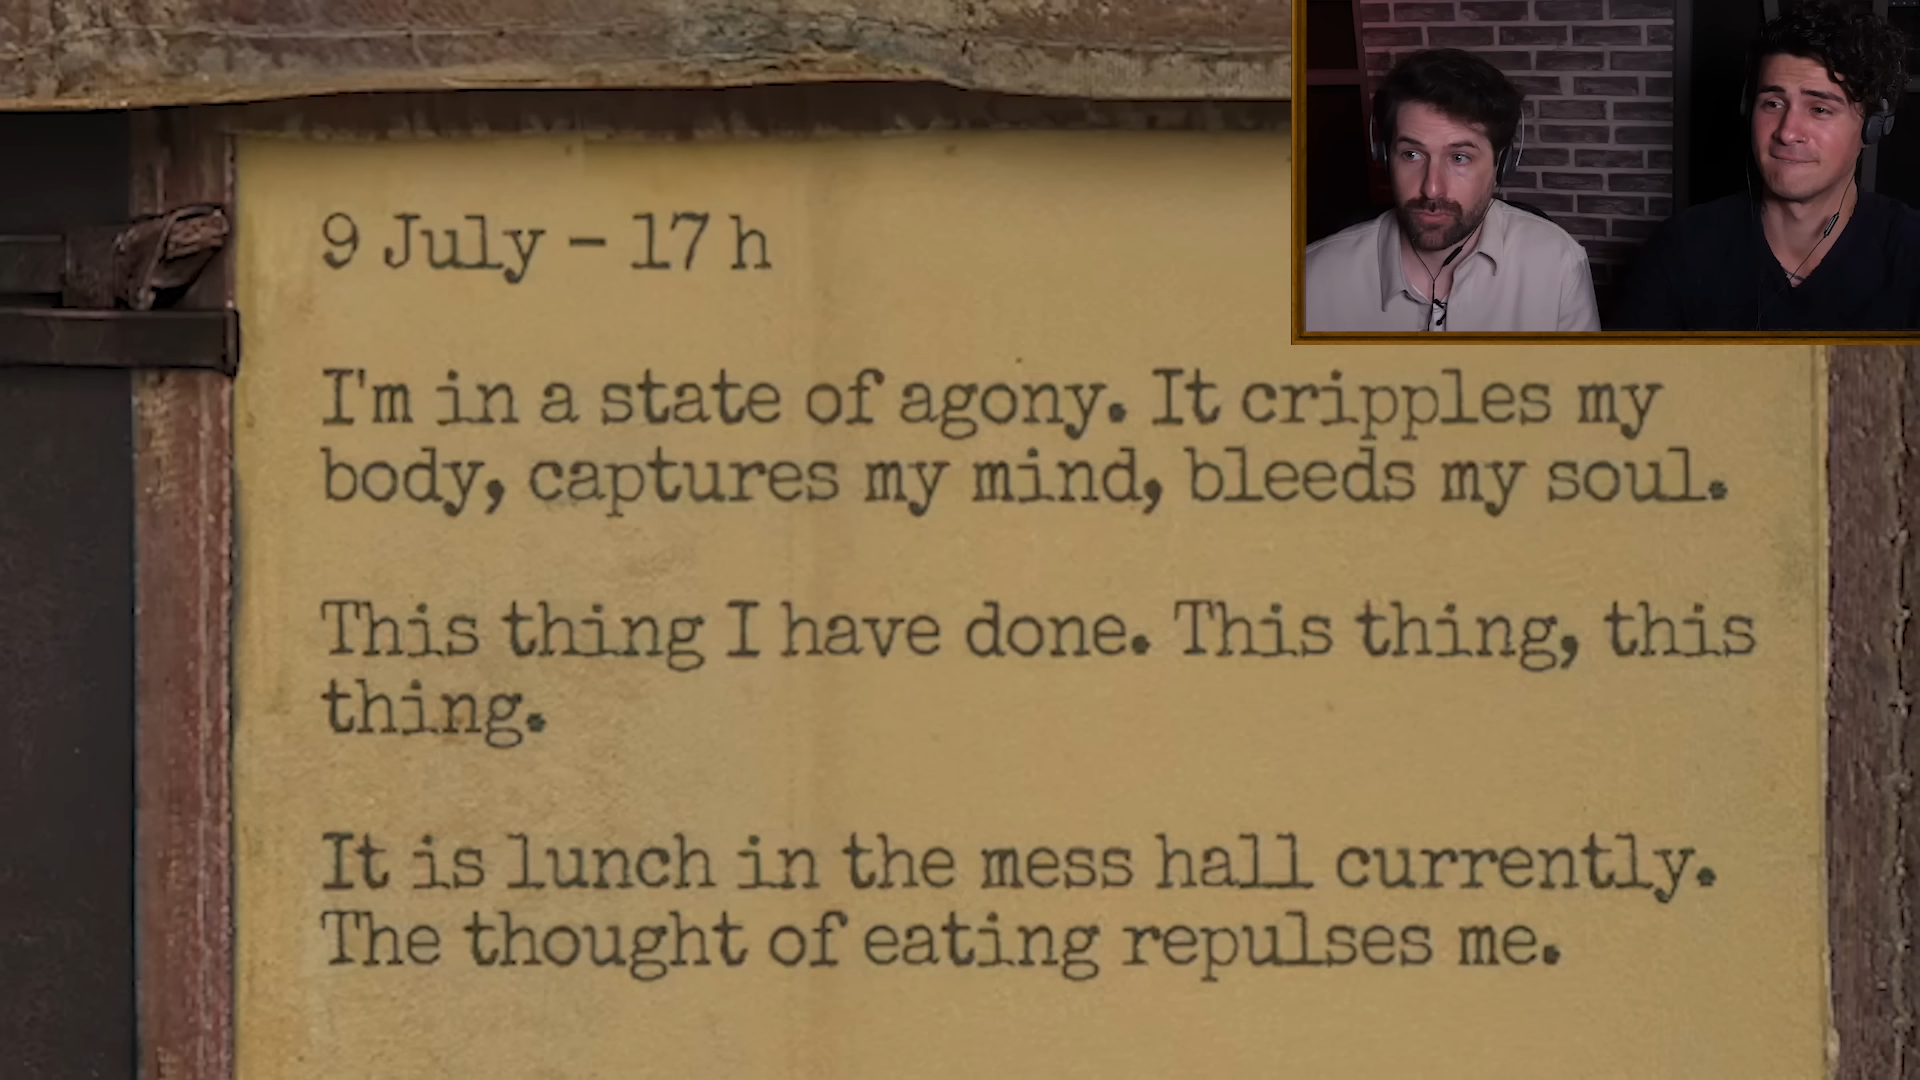 9 July - 17 h
I'm in a state of agony. It cripples my
body, captures my mind, bleeds my soul.
This thing I have done. This thing, this
thing.
It is lunch in the mess hall currently.
The thought of eating repulses me.